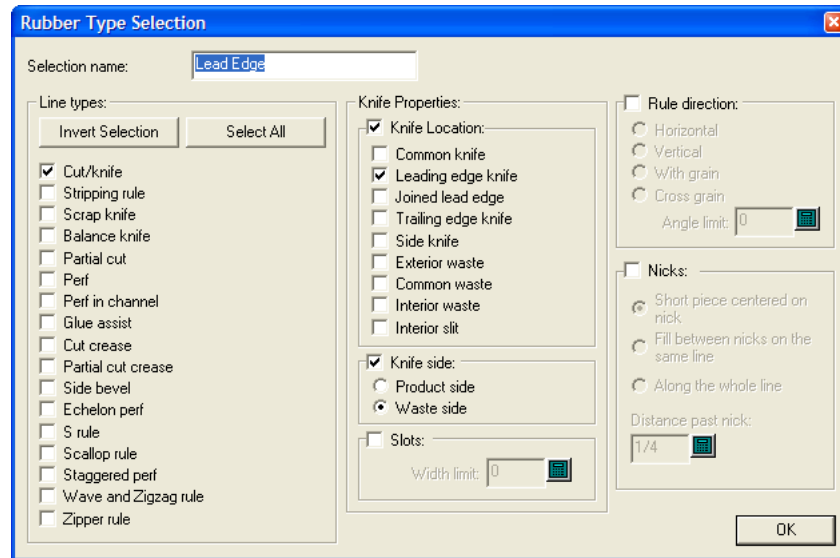 Rubber Type Selection
Selection name:
Lead Edge
Line types:
Invert Selection
Select All
Cut/knife
Stripping rule
Scrap knife
Balance knife
Partial cut
Perf
Perf in channel
Glue assist
Cut crease
Partial cut crease
Side bevel
Echelon perf
S rule
Scallop rule
Staggered perf
Wave and Zigzag rule
Zipper rule
Knife Properties:
Knife Location:
Common knife
Leading edge knife
Joined lead edge
Trailing edge knife
Side knife
Exterior waste
Common waste
Interior waste
Interior slit
Knife side:
Product side
Waste side
Slots:
Width limit: 0
Rule direction:
Horizontal
Vertical
With grain
Cross grain
Angle limit: 0
Nicks:
Short piece centered on
nick
Fill between nicks on the
same line
Along the whole line
Distance past nick:
1/4
OK